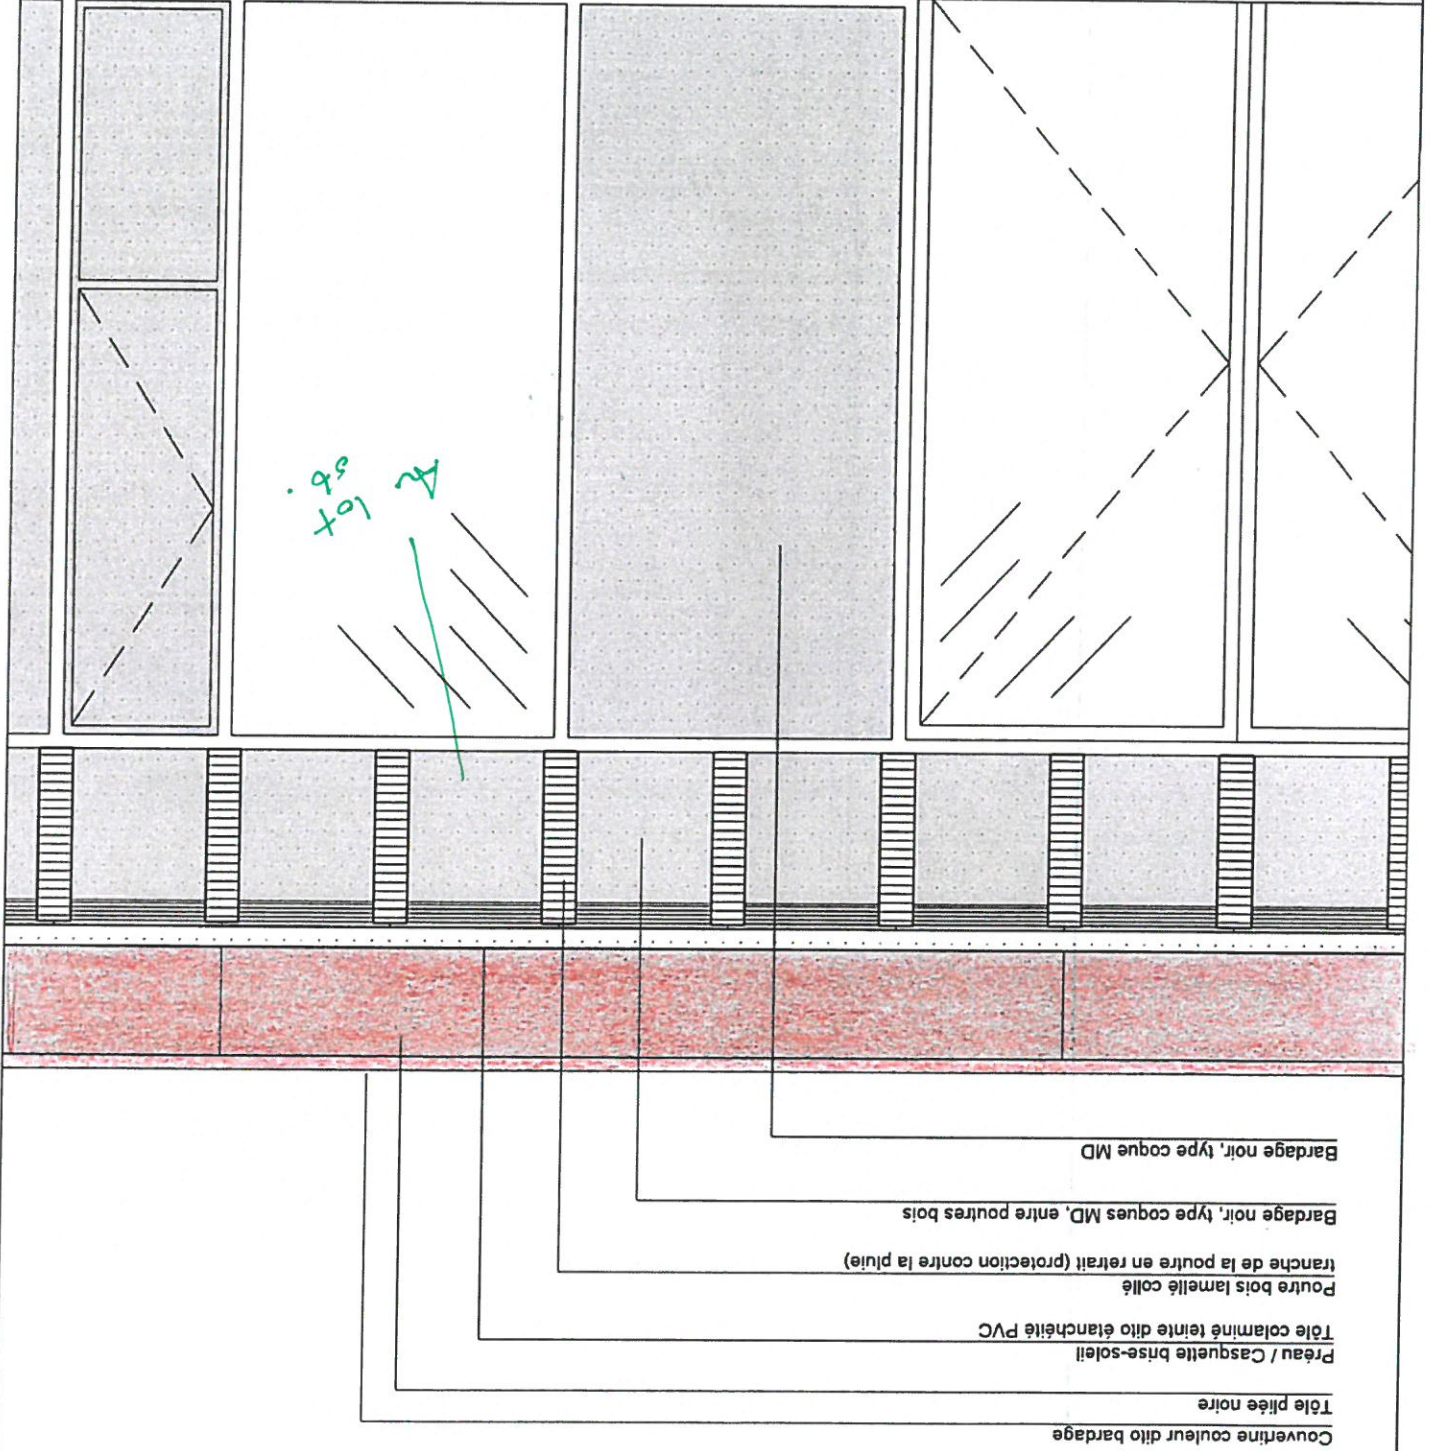 Couvertine couleur dito bardage
Tôle pliée noire
Préau / Casquette brise-soleil
Tôle colaminé teinte dito étanchéité PVC
Poutre bois lamellé collé
tranche de la poutre en retrait (protection contre la pluie)
Bardage noir, type coques MD, entre poutres bois
Bardage noir, type coque MD
Au lot